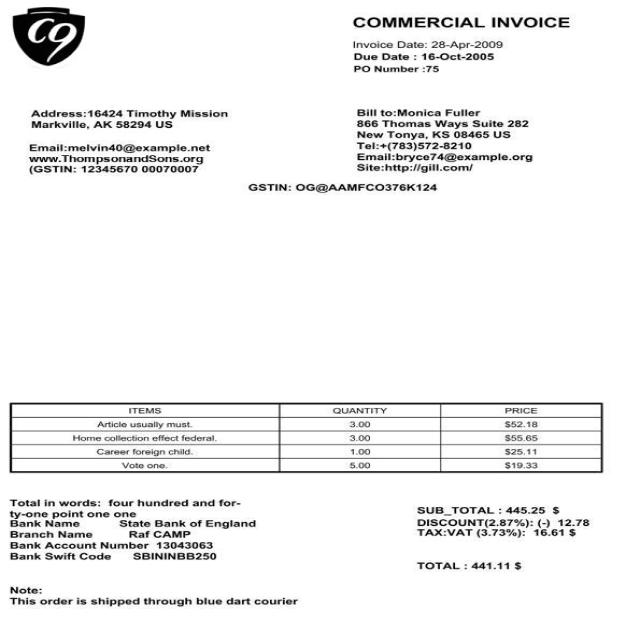 C9
COMMERCIAL INVOICE
Invoice Date: 28-Apr-2009
Due Date : 16-Oct-2005
PO Number :75
Address:16424 Timothy Mission
Markville, AK 58294 US
Email:melvin40@example.net
www.ThompsonandSons.org
(GSTIN: 12345670 00070007
Bill to:Monica Fuller
866 Thomas Ways Suite 282
New Tonya, KS 08465 US
Tel:+(783)572-8210
Email:bryce74@example.org
Site:http://gill.com/
GSTIN: OG@AAMFCO376K124
ITEMS QUANTITY PRICE
Article usually must. 3.00 $52.18
Home collection effect federal. 3.00 $55.65
Career foreign child. 1.00 $25.11
Vote one. 5.00 $19.33
Total in words: four hundred and for-
ty-one point one one
Bank Name State Bank of England
Branch Name Raf CAMP
Bank Account Number 13043063
Bank Swift Code SBININBB250
SUB_TOTAL : 445.25 $
DISCOUNT(2.87%): (-) 12.78
TAX:VAT (3.73%): 16.61 $
TOTAL : 441.11 $
Note:
This order is shipped through blue dart courier